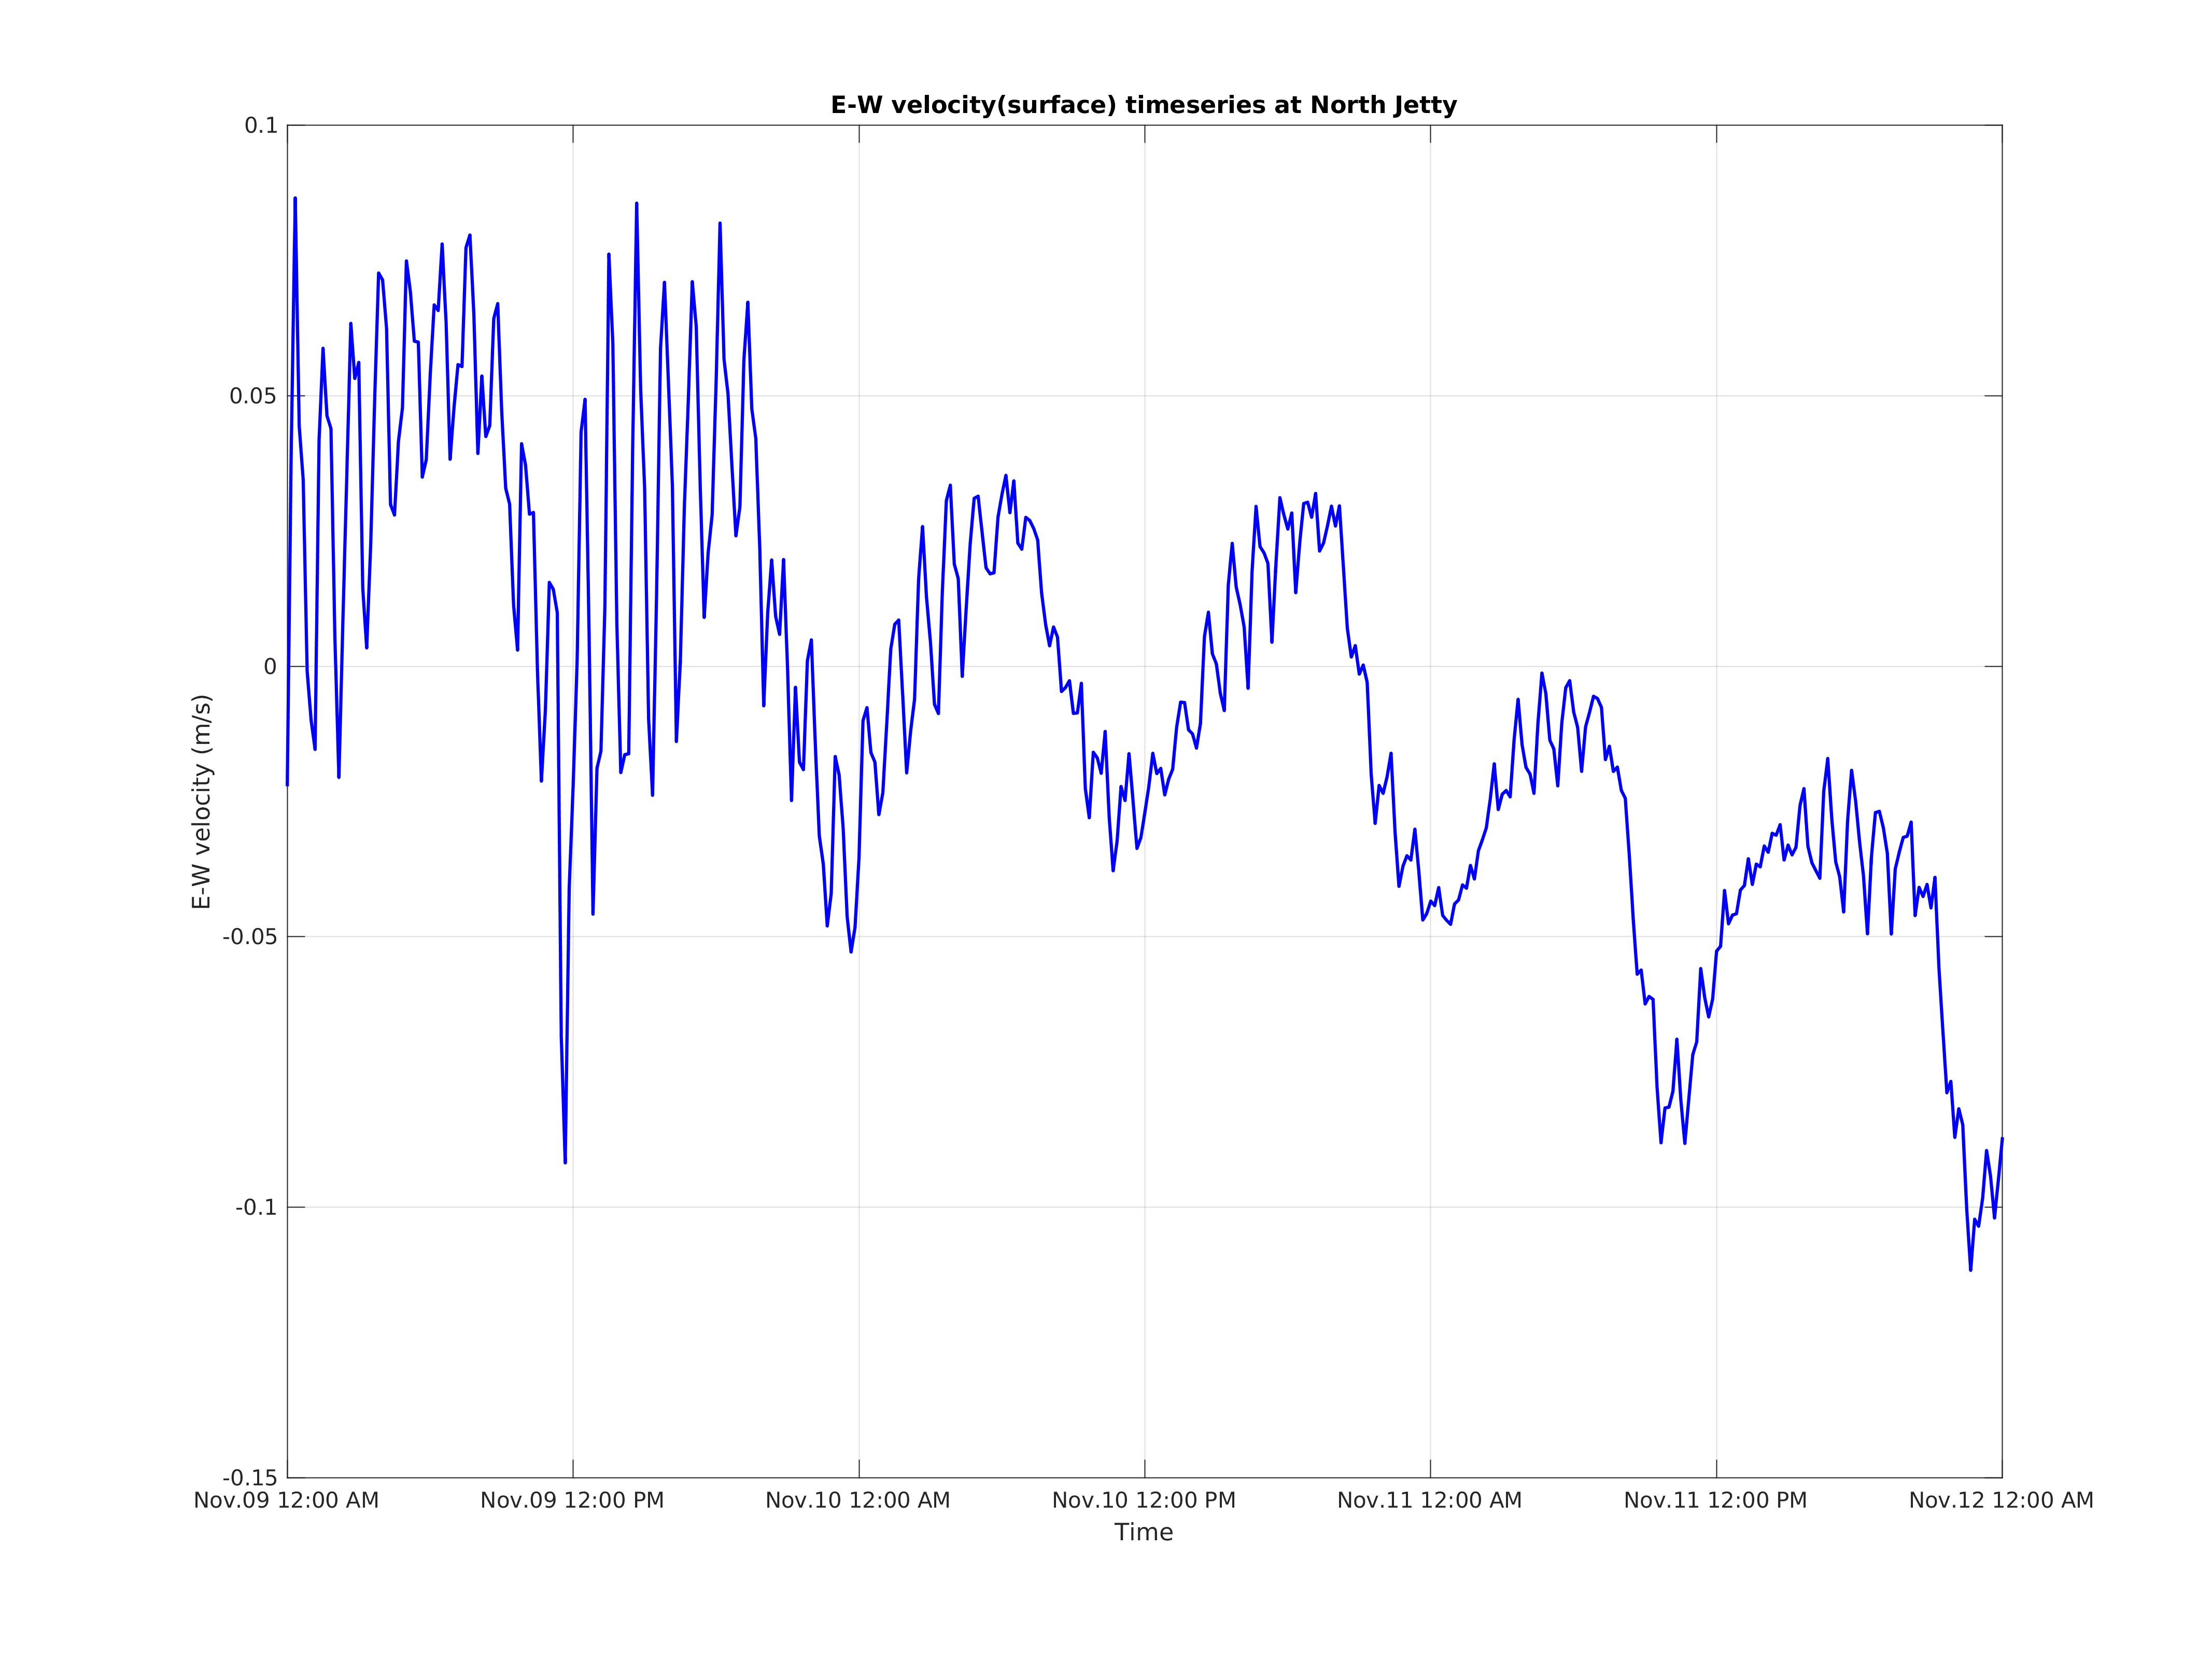 E-W velocity(surface) timeseries at North Jetty
0.1
0.05
0
-0.05
-0.1
-0.15
E-W velocity (m/s)
Nov.09 12:00 AM Nov.09 12:00 PM Nov.10 12:00 AM Nov.10 12:00 PM Nov.11 12:00 AM Nov.11 12:00 PM Nov.12 12:00 AM
Time